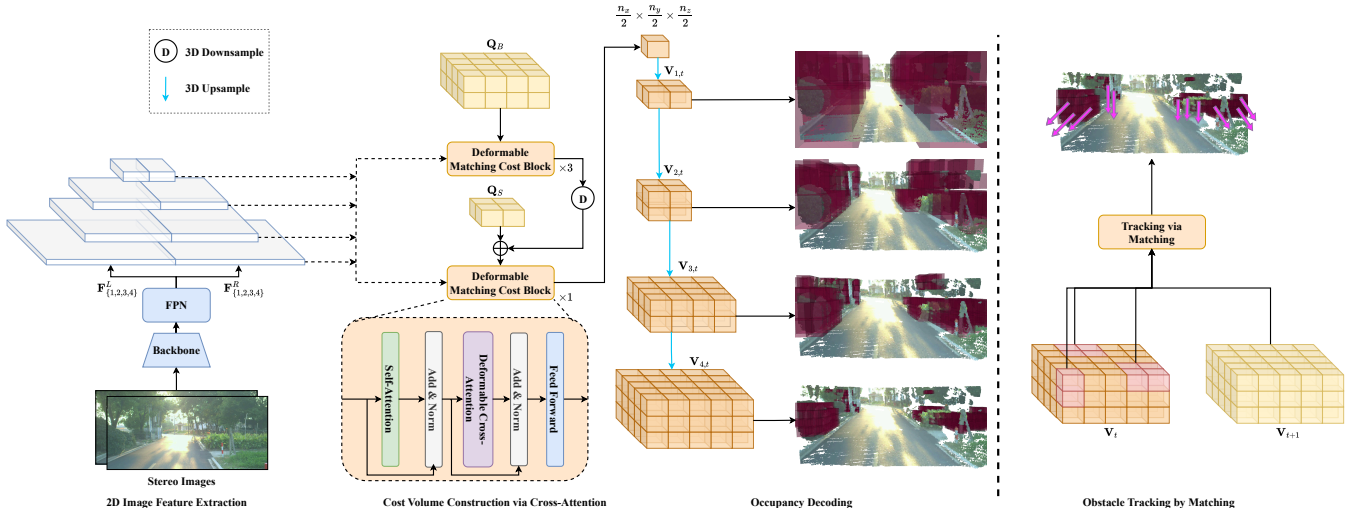 D 3D Downsample
3D Upsample
F^L_{1,2,3,4}
F^R_{1,2,3,4}
FPN
Backbone
Stereo Images
2D Image Feature Extraction
Q_B
Deformable
Matching Cost Block
×3
D
Q_S
Deformable
Matching Cost Block
×1
Self-Attention
Add & Norm
Deformable Cross-
Attention
Add & Norm
Feed Forward
Cost Volume Construction via Cross-Attention
n_x/2 × n_y/2 × n_z/2
V_{1,t}
V_{2,t}
V_{3,t}
V_{4,t}
Occupancy Decoding
Tracking via
Matching
V_t
V_{t+1}
Obstacle Tracking by Matching